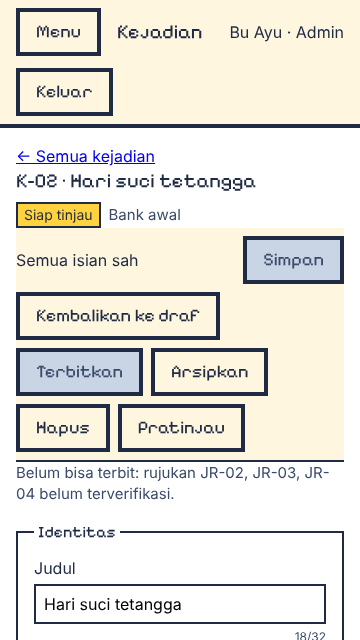 Menu Kejadian Bu Ayu · Admin
Keluar
← Semua kejadian
K-02 · Hari suci tetangga
Siap tinjau Bank awal
Semua isian sah Simpan
Kembalikan ke draf
Terbitkan Arsipkan
Hapus Pratinjau
Belum bisa terbit: rujukan JR-02, JR-03, JR-
04 belum terverifikasi.
Identitas
Judul
Hari suci tetangga
18/32